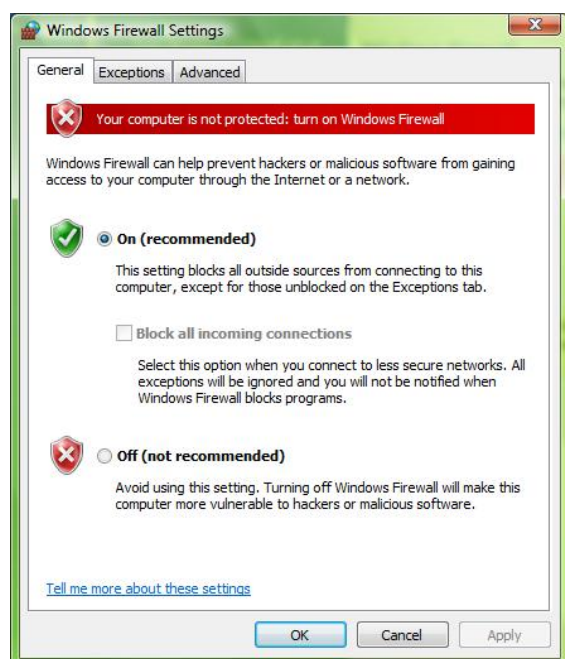 Windows Firewall Settings
General Exceptions Advanced
Your computer is not protected: turn on Windows Firewall
Windows Firewall can help prevent hackers or malicious software from gaining
access to your computer through the Internet or a network.
On (recommended)
This setting blocks all outside sources from connecting to this
computer, except for those unblocked on the Exceptions tab.
Block all incoming connections
Select this option when you connect to less secure networks. All
exceptions will be ignored and you will not be notified when
Windows Firewall blocks programs.
Off (not recommended)
Avoid using this setting. Turning off Windows Firewall will make this
computer more vulnerable to hackers or malicious software.
Tell me more about these settings
OK Cancel Apply